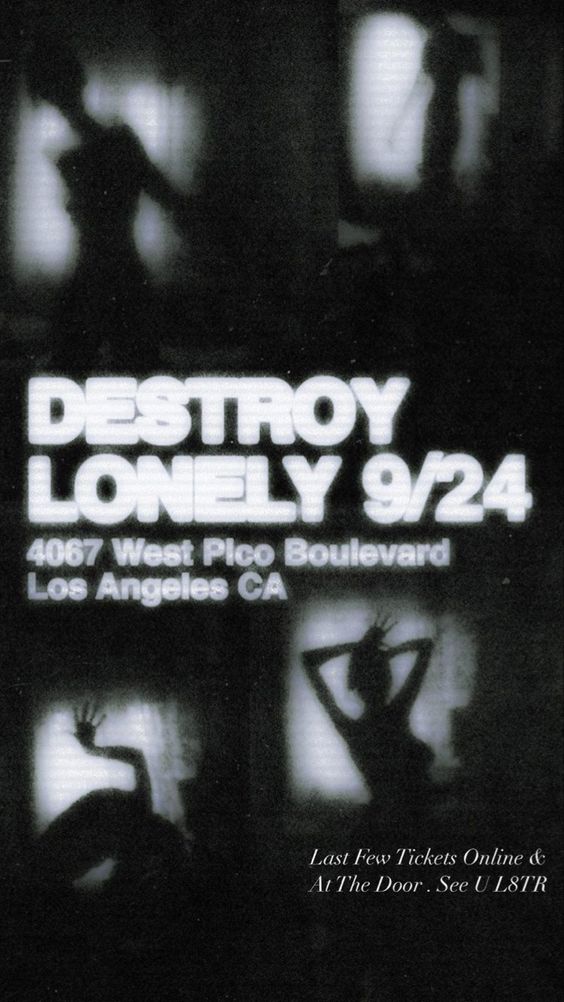 DESTROY
LONELY 9/24
4067 West Pico Boulevard
Los Angeles CA
Last Few Tickets Online &
At The Door . See U L8TR